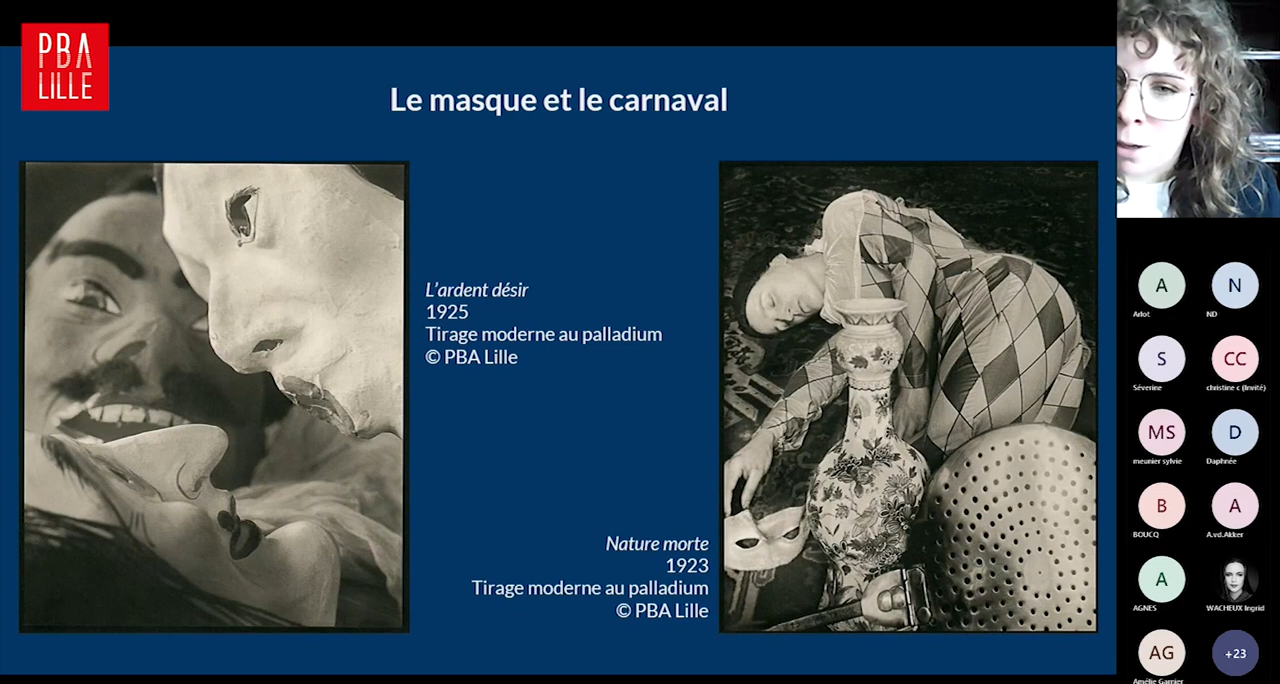 PBA
LILLE
Le masque et le carnaval
L'ardent désir
1925
Tirage moderne au palladium
© PBA Lille
Nature morte
1923
Tirage moderne au palladium
© PBA Lille
A
N
Arlot
ND
S
CC
Séverine
christine c (Invité)
MS
D
meunier sylvie
Daphnée
B
A
BOUCQ
A.vd.Akker
A
AGNES
WACHEUX Ingrid
AG
+23
Amélie Garnier